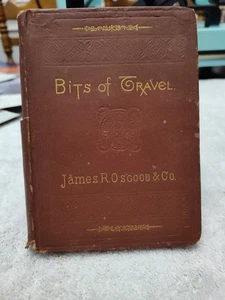 Bits of Travel.
James R. Osgood & Co.